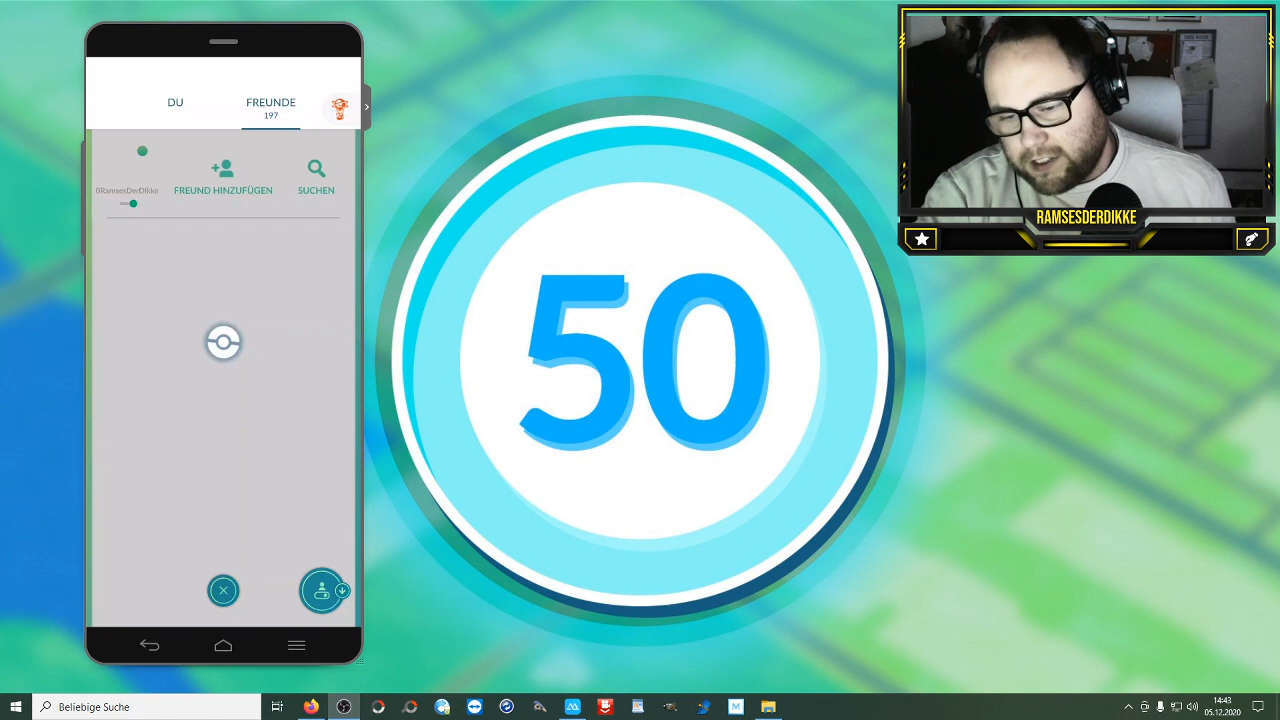 DU
FREUNDE
197
0RamsesDerDikke
FREUND HINZUFÜGEN
SUCHEN
50
RAMSESDERDIKKE
Beliebige Suche
M
14:43
05.12.2020